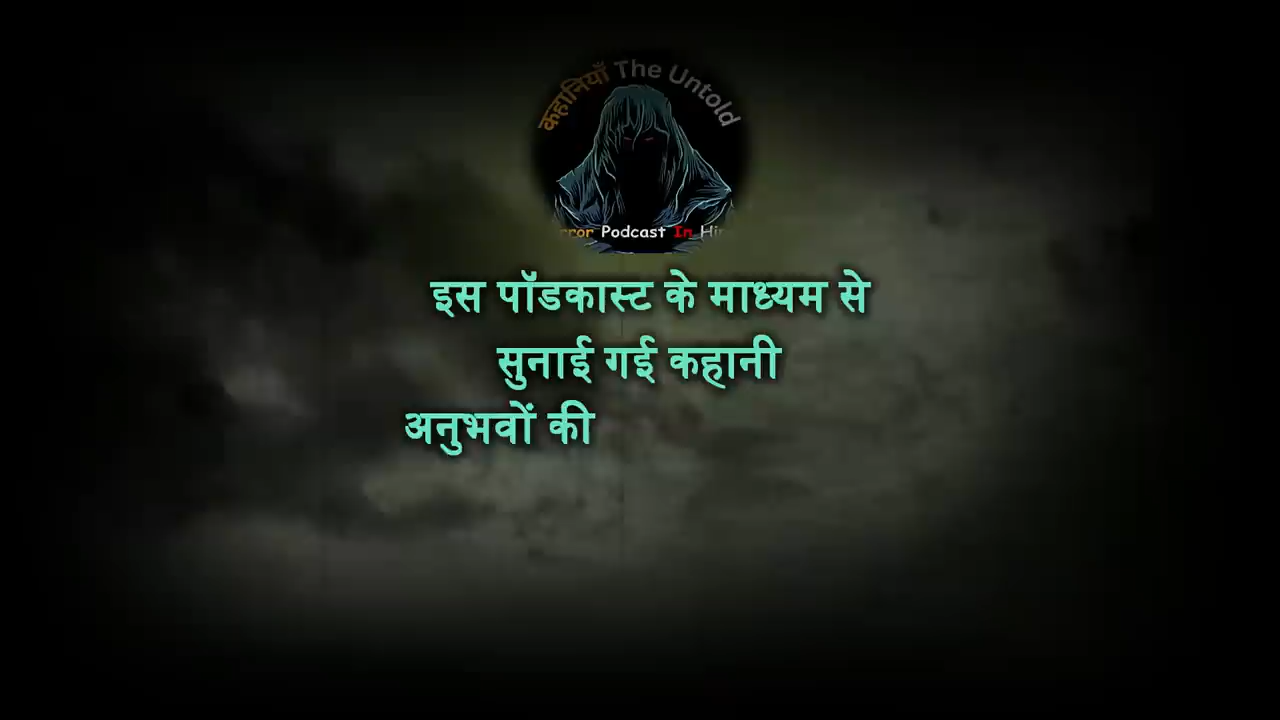 कहानियाँ The Untold
Podcast In
इस पॉडकास्ट के माध्यम से
सुनाई गई कहानी
अनुभवों की